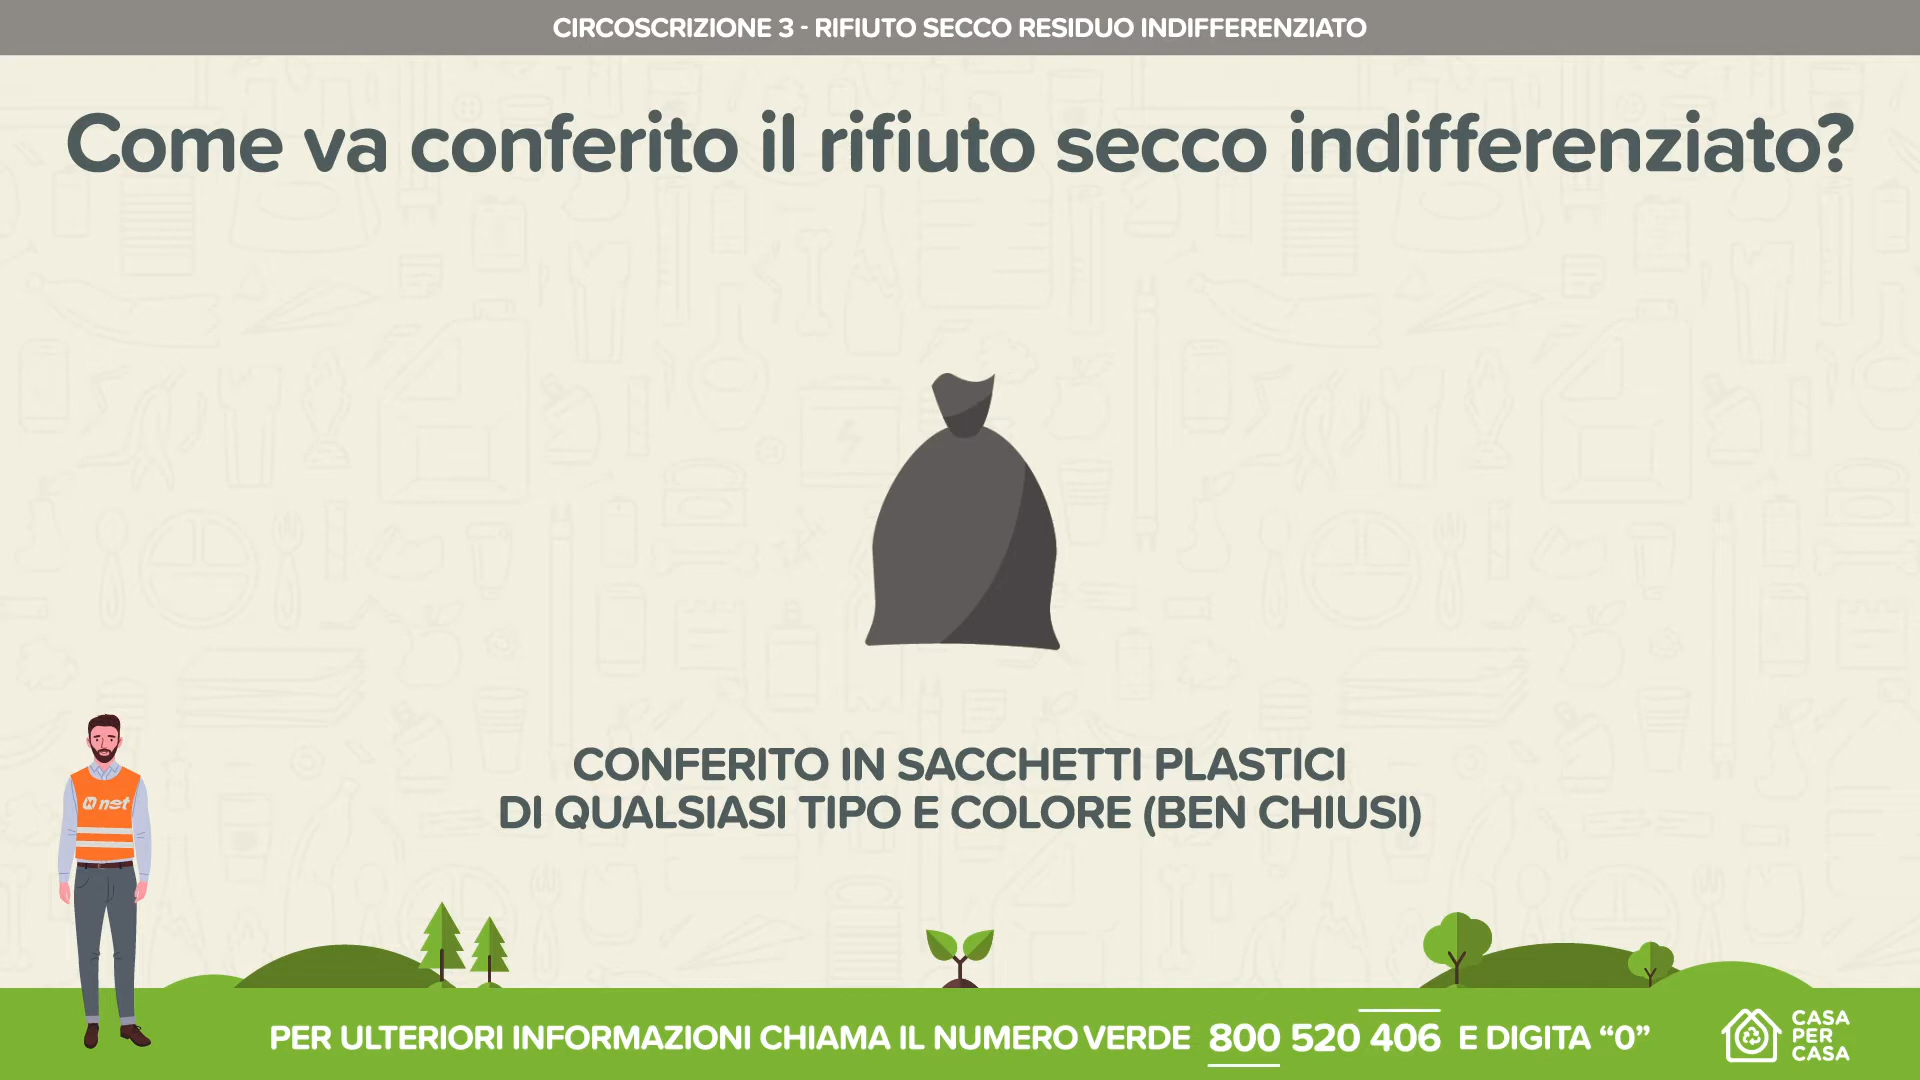 CIRCOSCRIZIONE 3 - RIFIUTO SECCO RESIDUO INDIFFERENZIATO
Come va conferito il rifiuto secco indifferenziato?
net
CONFERITO IN SACCHETTI PLASTICI
DI QUALSIASI TIPO E COLORE (BEN CHIUSI)
PER ULTERIORI INFORMAZIONI CHIAMA IL NUMERO VERDE 800 520 406 E DIGITA “0”
CASA
PER
CASA